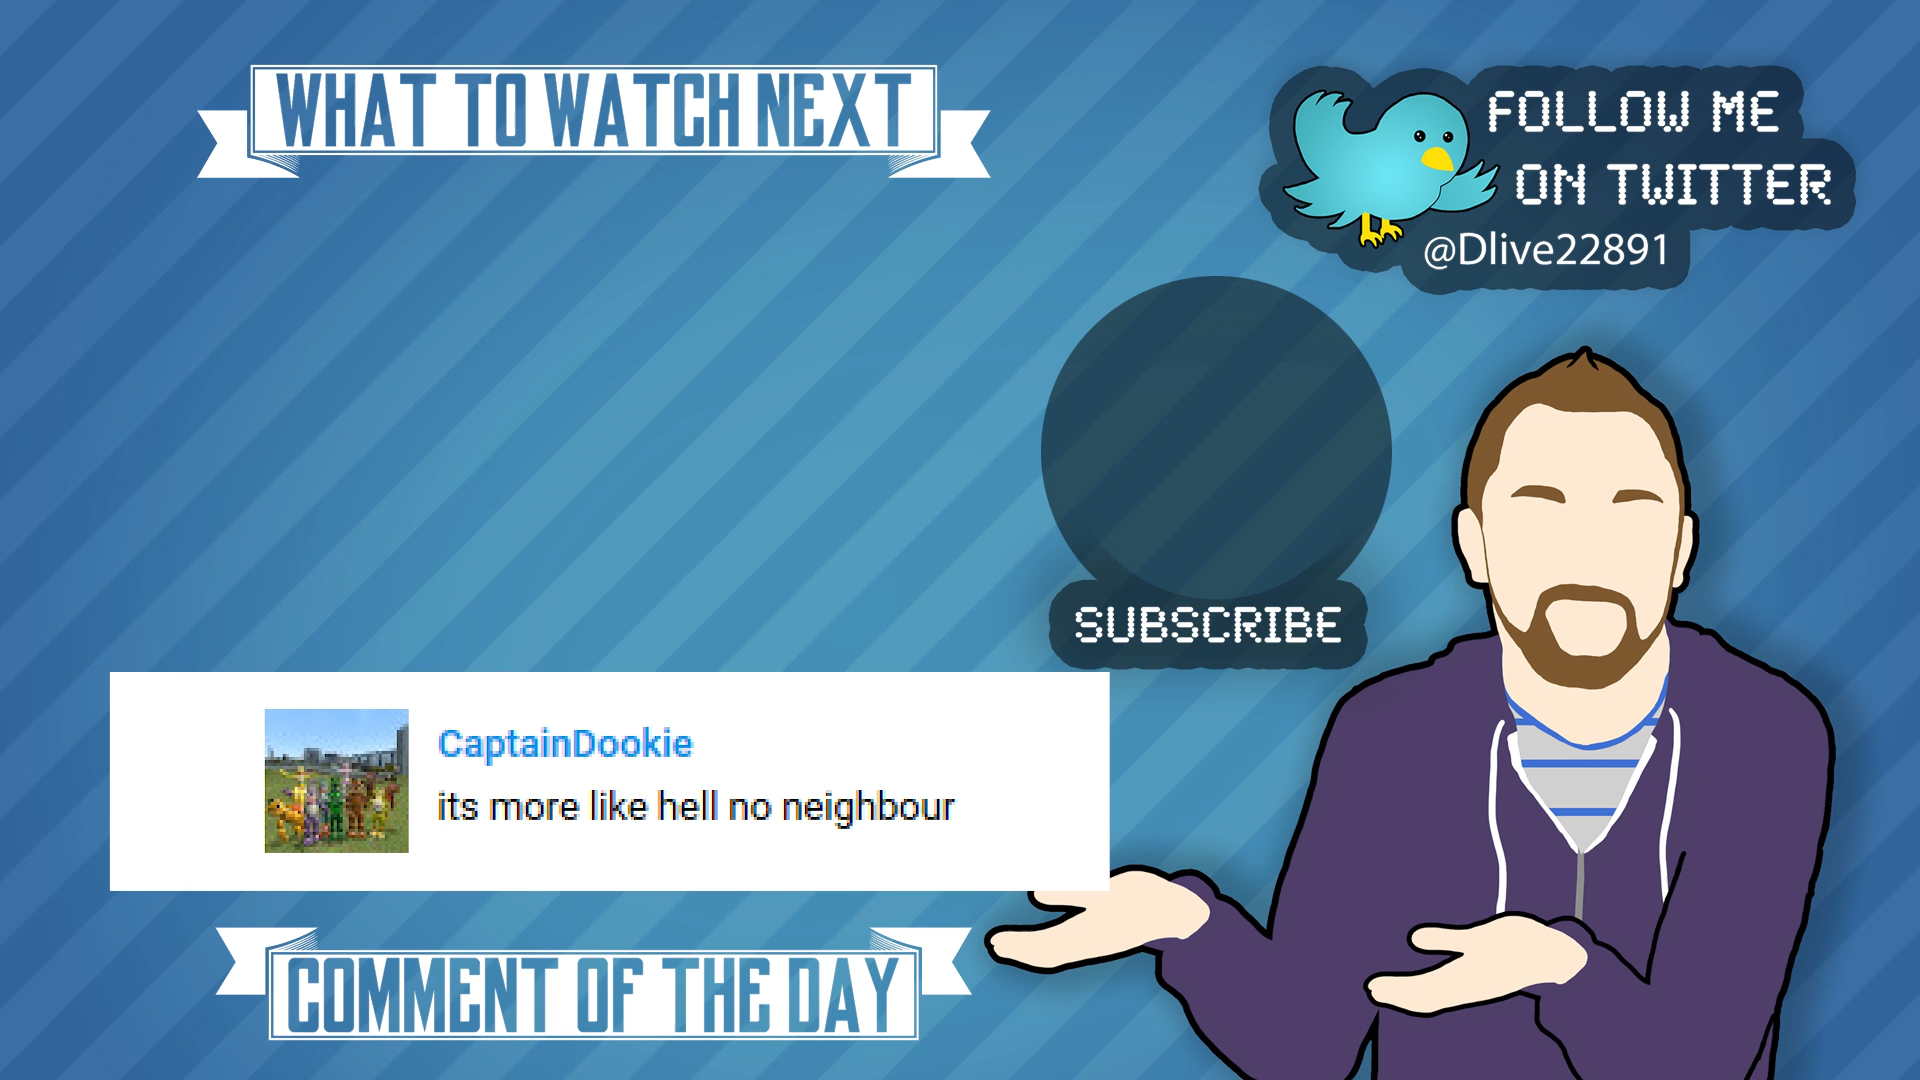 WHAT TO WATCH NEXT
FOLLOW ME
ON TWITTER
@Dlive22891
SUBSCRIBE
CaptainDookie
its more like hell no neighbour
COMMENT OF THE DAY